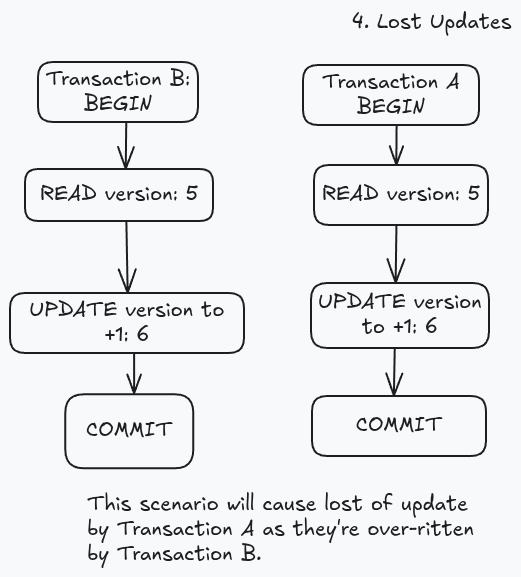 4. Lost Updates
Transaction B:
BEGIN
READ version: 5
UPDATE version to
+1: 6
COMMIT
Transaction A
BEGIN
READ version: 5
UPDATE version
to +1: 6
COMMIT
This scenario will cause lost of update
by Transaction A as they're over-ritten
by Transaction B.